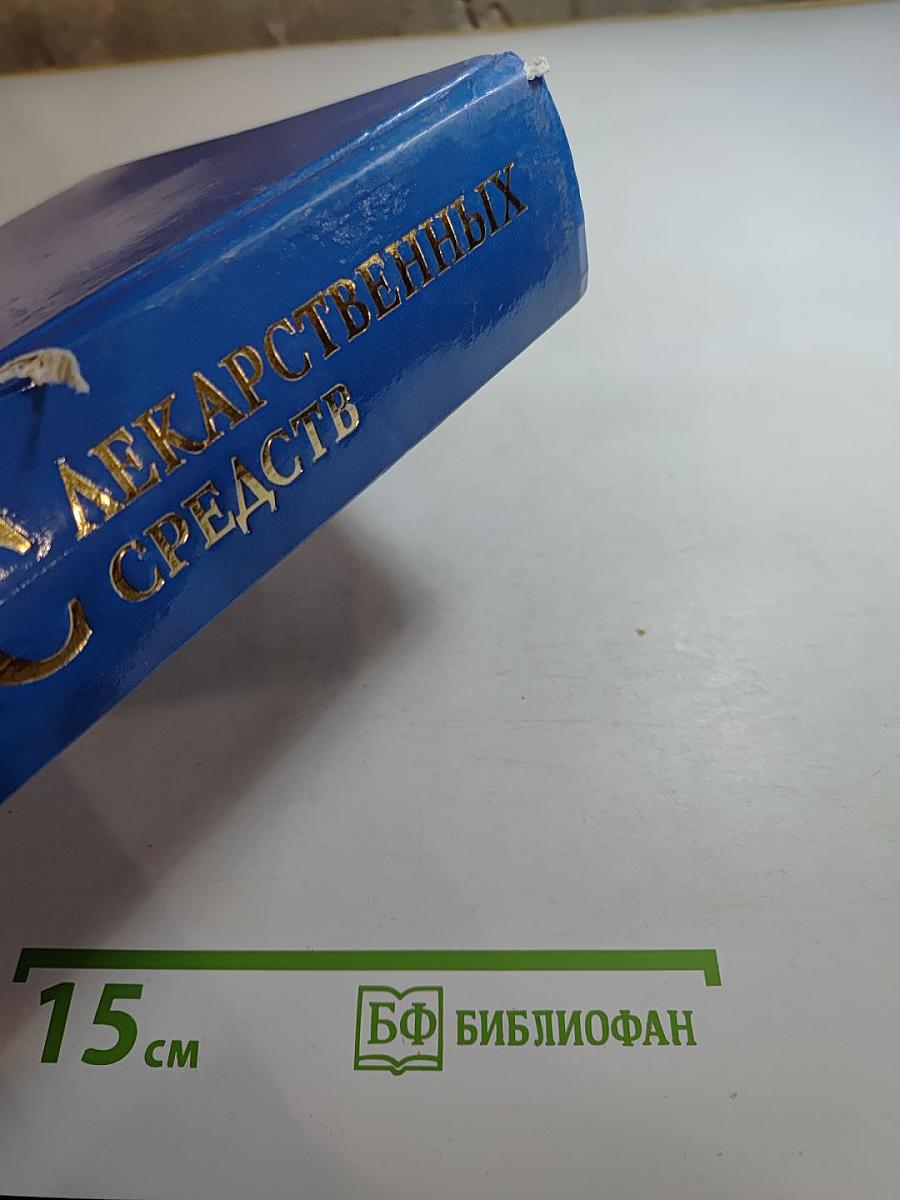 ЛЕКАРСТВЕННЫХ
СРЕДСТВ
15 см
БФ БИБЛИОФАН